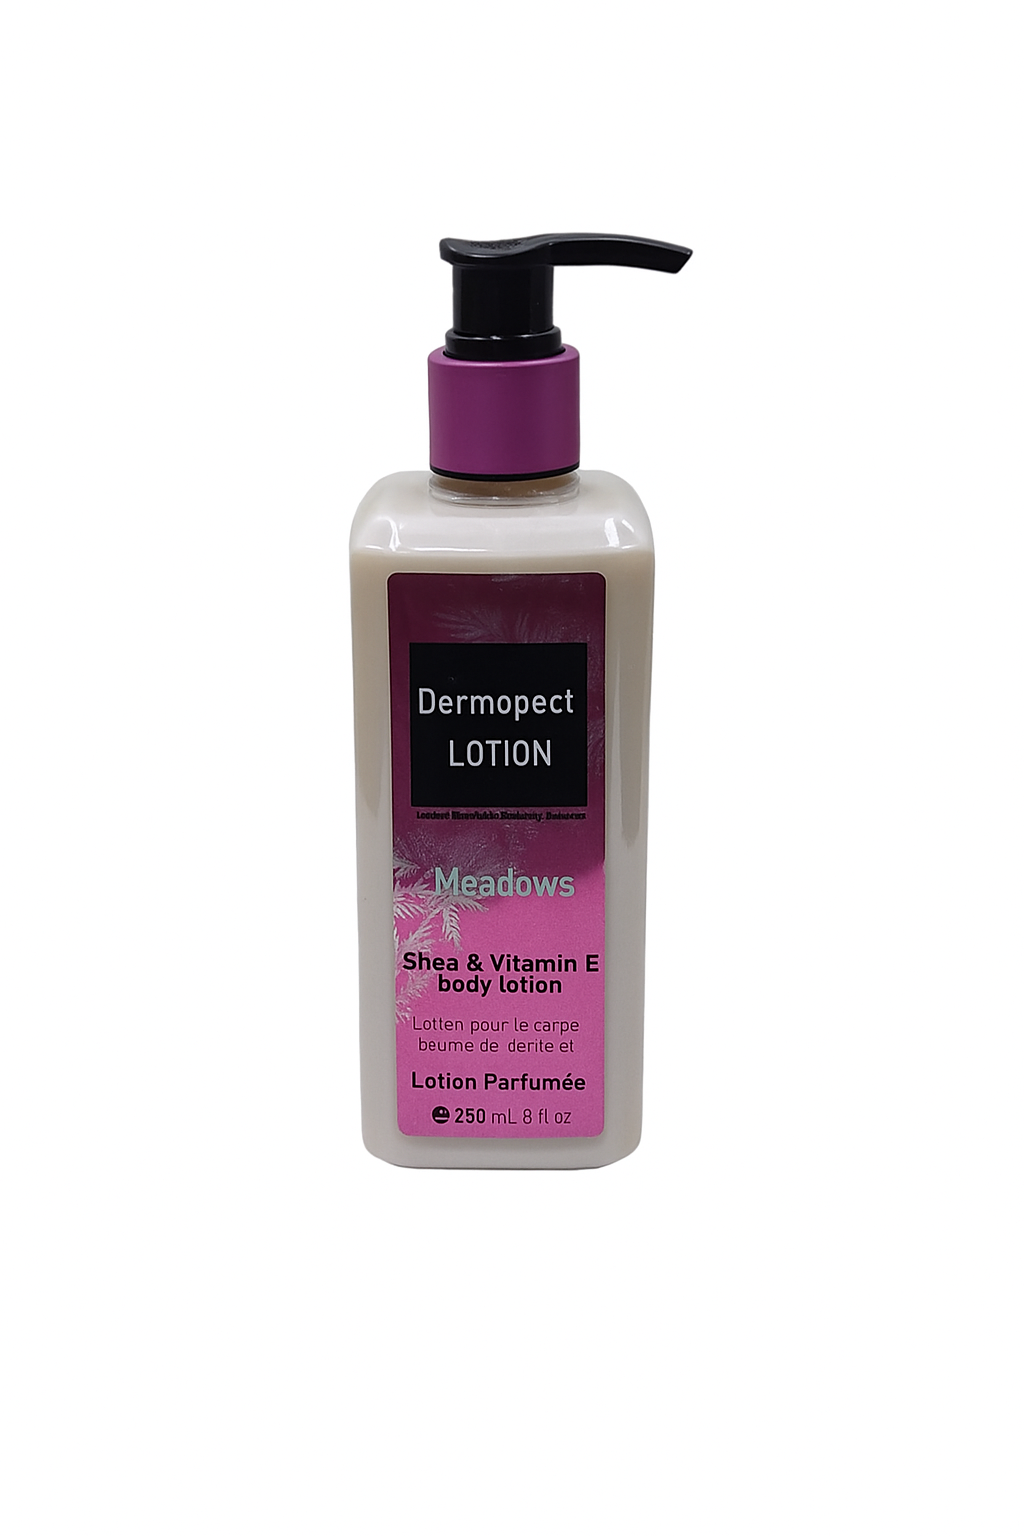 Dermopect
LOTION
Meadows
Shea & Vitamin E
body lotion
Lotten pour le carpe
beume de derite et
Lotion Parfumée
250 mL 8 fl oz